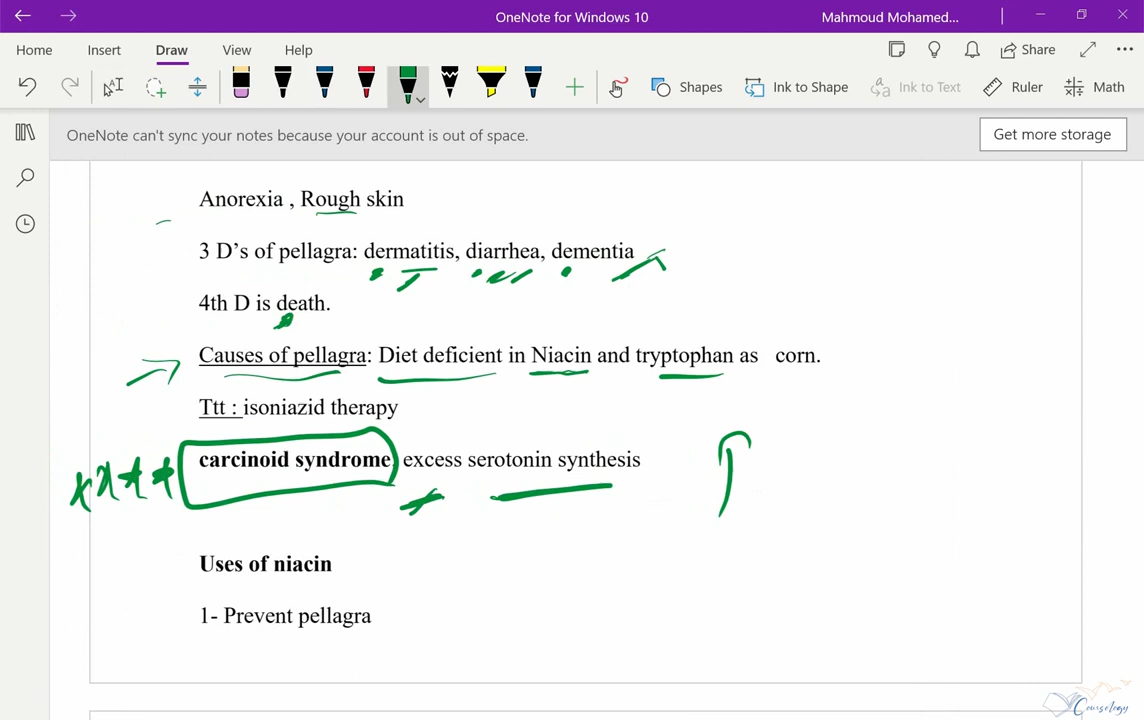 OneNote for Windows 10
Mahmoud Mohamed...
Home Insert Draw View Help
Share
Shapes Ink to Shape Ink to Text Ruler Math
OneNote can't sync your notes because your account is out of space.
Get more storage
Anorexia , Rough skin
3 D's of pellagra: dermatitis, diarrhea, dementia
4th D is death.
Causes of pellagra: Diet deficient in Niacin and tryptophan as corn.
Ttt : isoniazid therapy
carcinoid syndrome excess serotonin synthesis
Uses of niacin
1- Prevent pellagra
Courselogy